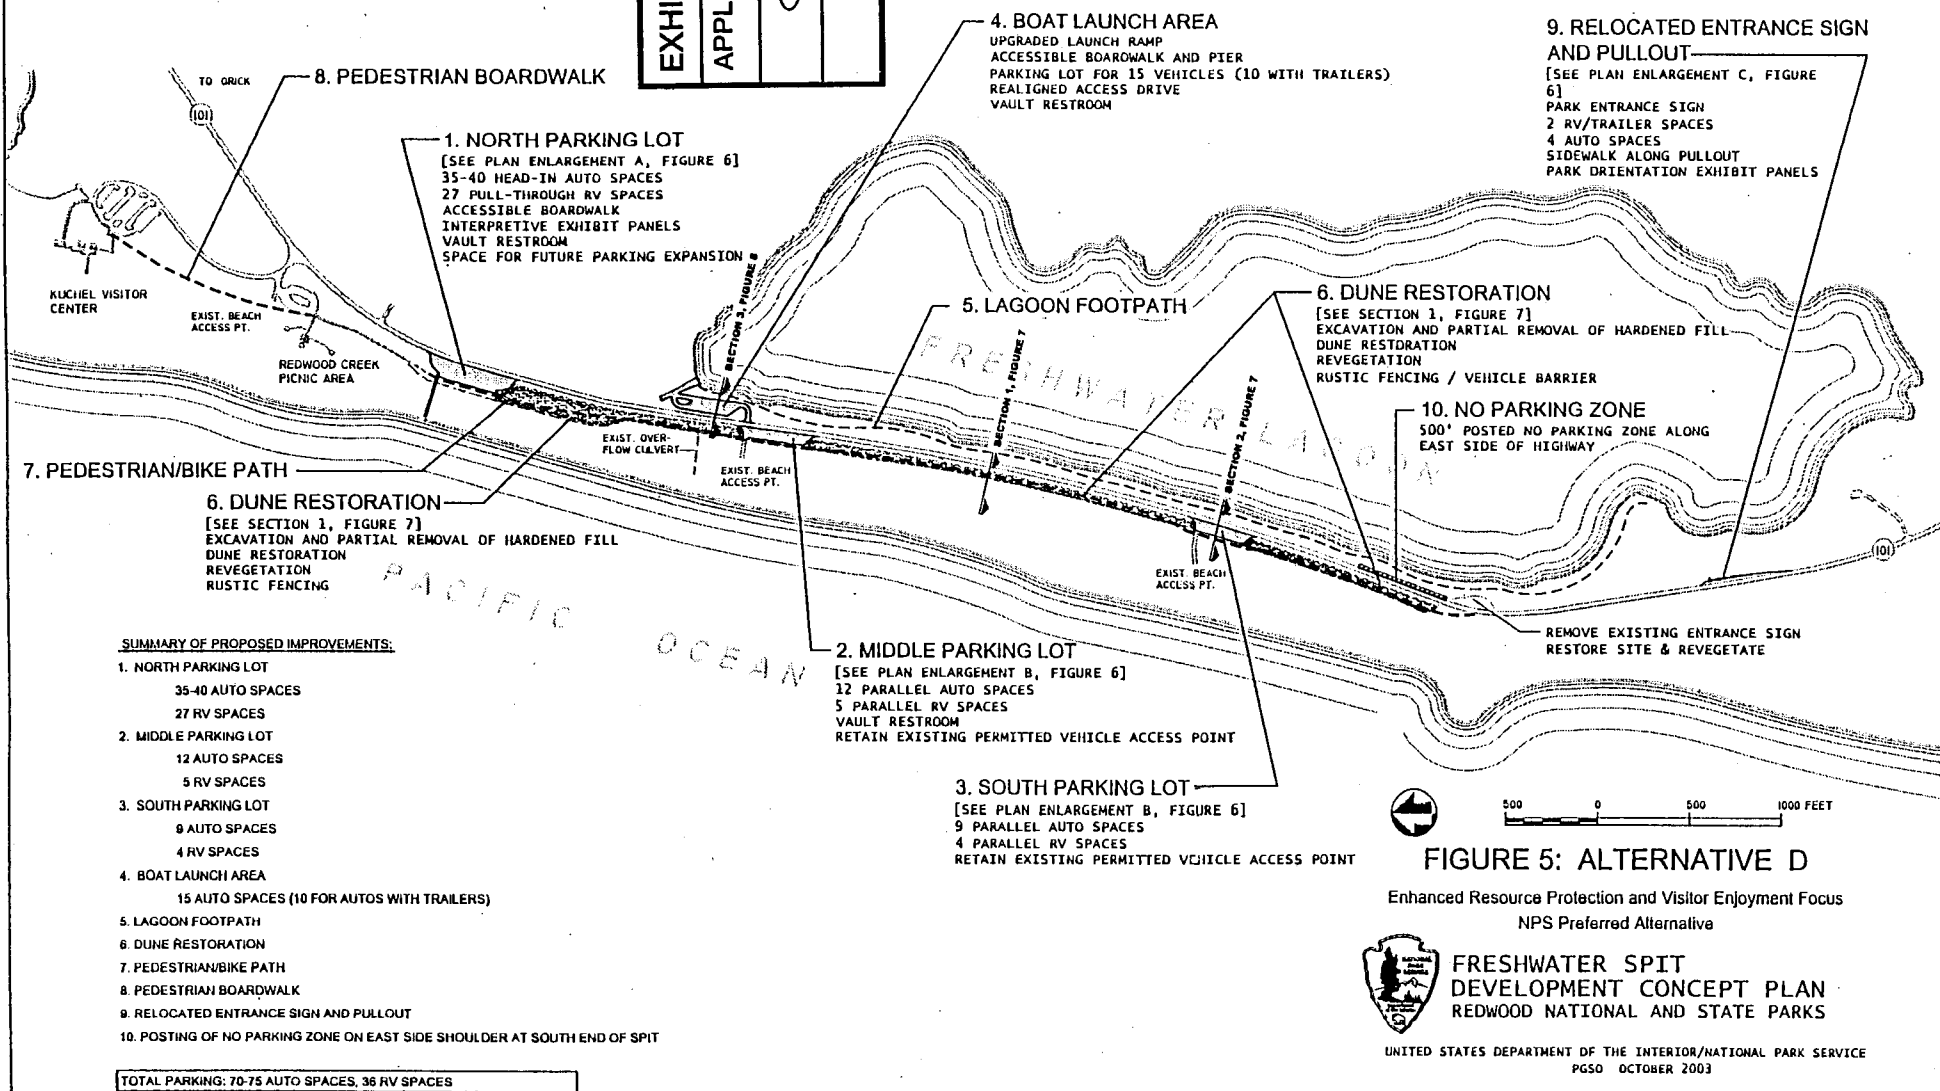 EXHI
APPL
4. BOAT LAUNCH AREA
UPGRADED LAUNCH RAMP
ACCESSIBLE BOAROWALK AND PIER
PARKING LOT FOR 15 VEHICLES (10 WITH TRAILERS)
REALIGNED ACCESS DRIVE
VAULT RESTROOM
9. RELOCATED ENTRANCE SIGN
AND PULLOUT
[SEE PLAN ENLARGEMENT C, FIGURE
6]
PARK ENTRANCE SIGN
2 RV/TRAILER SPACES
4 AUTO SPACES
SIDEWALK ALONG PULLOUT
PARK ORIENTATION EXHIBIT PANELS
TO ORICK
101
8. PEDESTRIAN BOARDWALK
1. NORTH PARKING LOT
[SEE PLAN ENLARGEMENT A, FIGURE 6]
35-40 HEAD-IN AUTO SPACES
27 PULL-THROUGH RV SPACES
ACCESSIBLE BOARDWALK
INTERPRETIVE EXHIBIT PANELS
VAULT RESTROOM
SPACE FOR FUTURE PARKING EXPANSION
KUCHEL VISITOR
CENTER
EXIST. BEACH
ACCESS PT.
REDWOOD CREEK
PICNIC AREA
SECTION 3, FIGURE 8
5. LAGOON FOOTPATH
SECTION 1, FIGURE 7
FRESHWATER LAGOON
SECTION 2, FIGURE 7
6. DUNE RESTORATION
[SEE SECTION 1, FIGURE 7]
EXCAVATION AND PARTIAL REMOVAL OF HARDENED FILL
DUNE RESTORATION
REVEGETATION
RUSTIC FENCING / VEHICLE BARRIER
10. NO PARKING ZONE
500' POSTED NO PARKING ZONE ALONG
EAST SIDE OF HIGHWAY
101
EXIST. OVER-
FLOW CULVERT
EXIST. BEACH
ACCESS PT.
7. PEDESTRIAN/BIKE PATH
6. DUNE RESTORATION
[SEE SECTION 1, FIGURE 7]
EXCAVATION AND PARTIAL REMOVAL OF HARDENED FILL
DUNE RESTORATION
REVEGETATION
RUSTIC FENCING
PACIFIC OCEAN
EXIST. BEACH
ACCESS PT.
REMOVE EXISTING ENTRANCE SIGN
RESTORE SITE & REVEGETATE
2. MIDDLE PARKING LOT
[SEE PLAN ENLARGEMENT B, FIGURE 6]
12 PARALLEL AUTO SPACES
5 PARALLEL RV SPACES
VAULT RESTROOM
RETAIN EXISTING PERMITTED VEHICLE ACCESS POINT
3. SOUTH PARKING LOT
[SEE PLAN ENLARGEMENT B, FIGURE 6]
9 PARALLEL AUTO SPACES
4 PARALLEL RV SPACES
RETAIN EXISTING PERMITTED VEHICLE ACCESS POINT
SUMMARY OF PROPOSED IMPROVEMENTS:
1. NORTH PARKING LOT
35-40 AUTO SPACES
27 RV SPACES
2. MIDDLE PARKING LOT
12 AUTO SPACES
5 RV SPACES
3. SOUTH PARKING LOT
9 AUTO SPACES
4 RV SPACES
4. BOAT LAUNCH AREA
15 AUTO SPACES (10 FOR AUTOS WITH TRAILERS)
5. LAGOON FOOTPATH
6. DUNE RESTORATION
7. PEDESTRIAN/BIKE PATH
8. PEDESTRIAN BOARDWALK
9. RELOCATED ENTRANCE SIGN AND PULLOUT
10. POSTING OF NO PARKING ZONE ON EAST SIDE SHOULDER AT SOUTH END OF SPIT
TOTAL PARKING: 70-75 AUTO SPACES, 36 RV SPACES
500 0 500 1000 FEET
FIGURE 5: ALTERNATIVE D
Enhanced Resource Protection and Visitor Enjoyment Focus
NPS Preferred Alternative
NATIONAL
PARK
SERVICE
FRESHWATER SPIT
DEVELOPMENT CONCEPT PLAN
REDWOOD NATIONAL AND STATE PARKS
UNITED STATES DEPARTMENT OF THE INTERIOR/NATIONAL PARK SERVICE
PGSO OCTOBER 2003